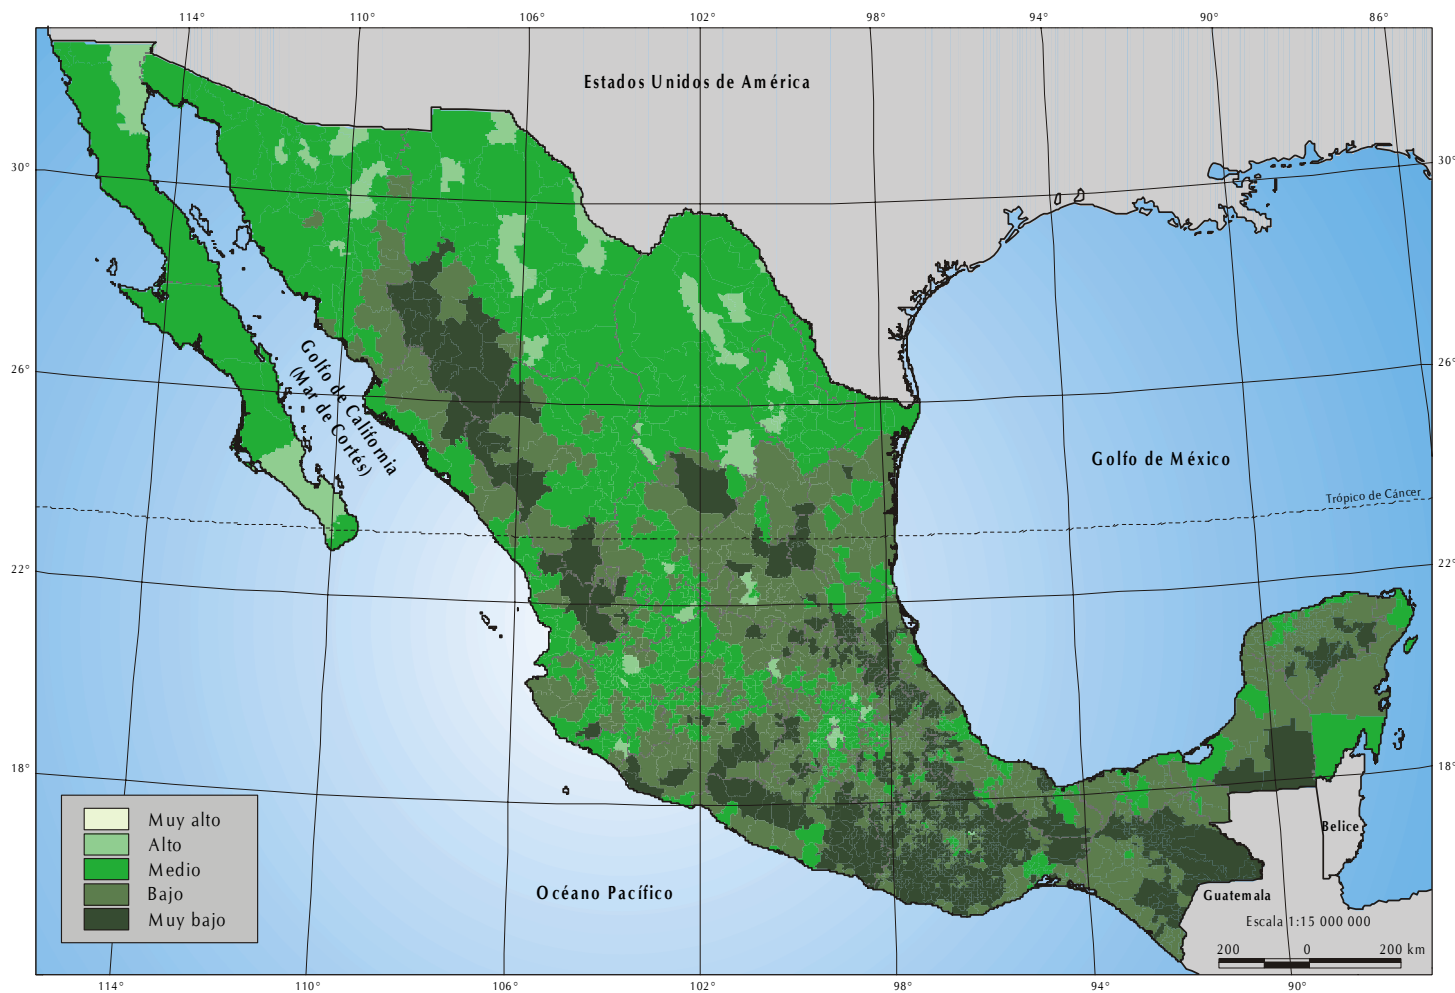 114° 110° 106° 102° 98° 94° 90° 86°
Estados Unidos de América
30° 30°
26° 26°
Golfo de California
(Mar de Cortés)
Golfo de México
Trópico de Cáncer
22° 22°
18° 18°
Muy alto
Alto
Medio
Bajo
Muy bajo
Belice
Océano Pacífico
Guatemala
Escala 1:15 000 000
200 0 200 km
114° 110° 106° 102° 98° 94° 90°